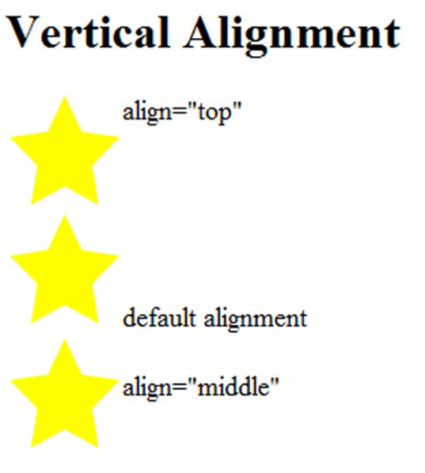 Vertical Alignment
align="top"
default alignment
align="middle"